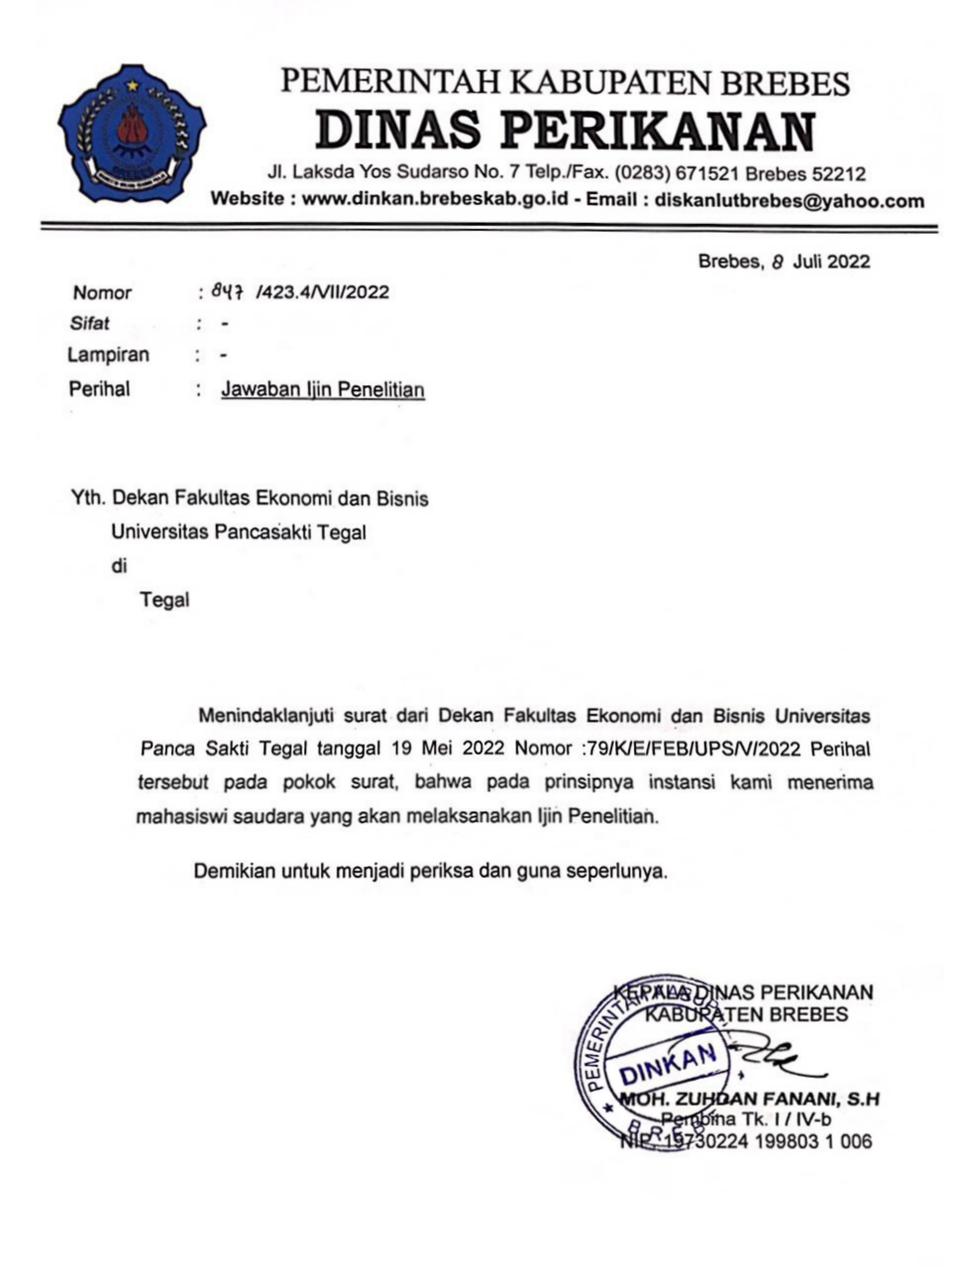 PEMERINTAH KABUPATEN BREBES
DINAS PERIKANAN
Jl. Laksda Yos Sudarso No. 7 Telp./Fax. (0283) 671521 Brebes 52212
Website : www.dinkan.brebeskab.go.id - Email : diskanlutbrebes@yahoo.com
BREBES
Brebes, 8 Juli 2022
Nomor : 847 /423.4/VII/2022
Sifat : -
Lampiran : -
Perihal : Jawaban Ijin Penelitian
Yth. Dekan Fakultas Ekonomi dan Bisnis
Universitas Pancasakti Tegal
di
Tegal
Menindaklanjuti surat dari Dekan Fakultas Ekonomi dan Bisnis Universitas
Panca Sakti Tegal tanggal 19 Mei 2022 Nomor :79/K/E/FEB/UPS/V/2022 Perihal
tersebut pada pokok surat, bahwa pada prinsipnya instansi kami menerima
mahasiswi saudara yang akan melaksanakan Ijin Penelitian.
Demikian untuk menjadi periksa dan guna seperlunya.
KEPALA DINAS PERIKANAN
KABUPATEN BREBES
PEMERINTAH KABUP
DINKAN
BREB
MOH. ZUHDAN FANANI, S.H
Pembina Tk. I / IV-b
NIP. 19730224 199803 1 006